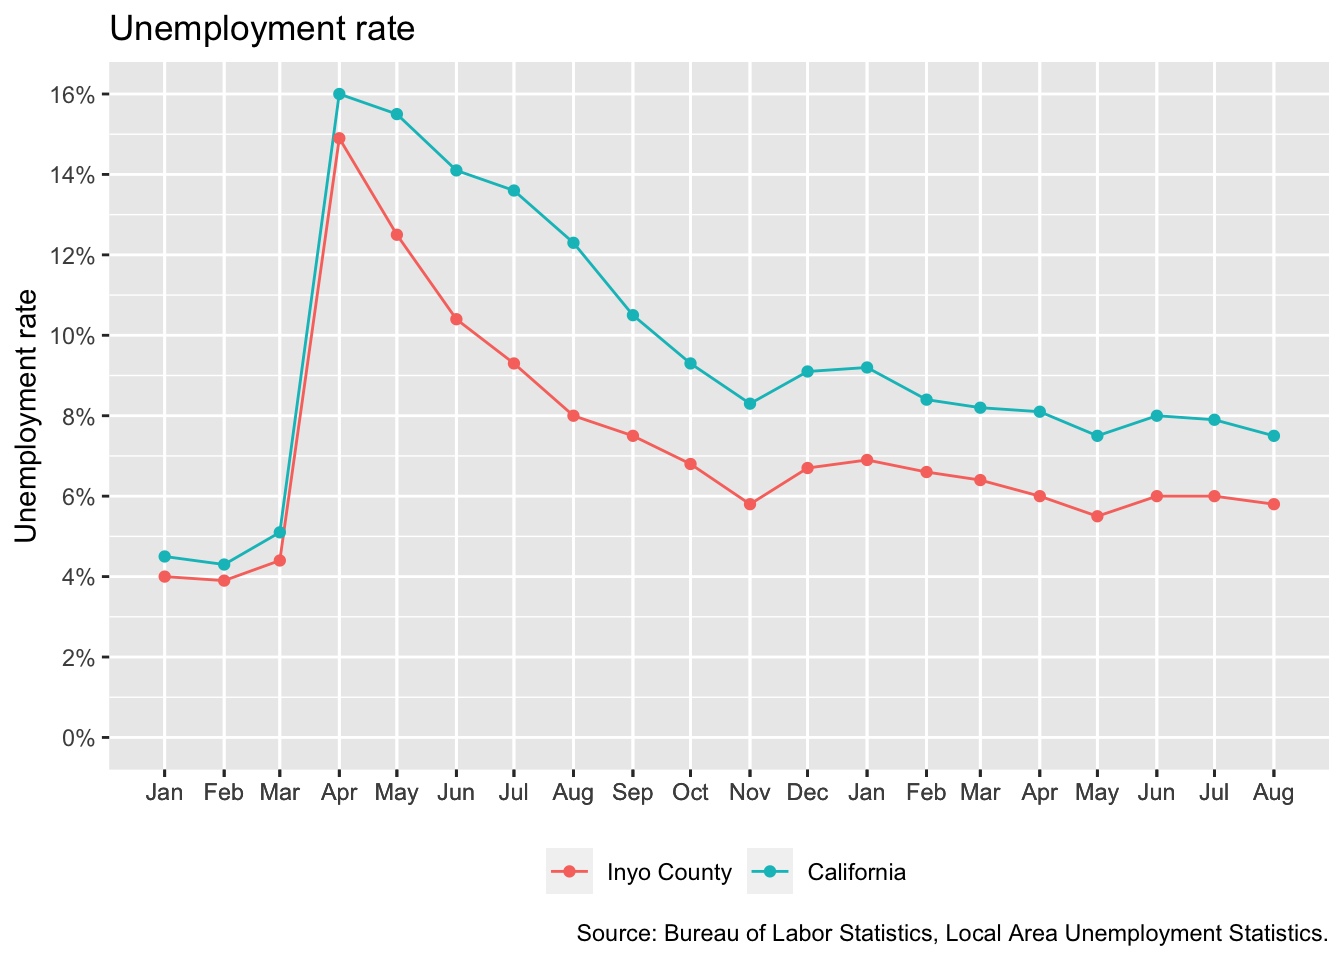 Unemployment rate
Unemployment rate
16%
14%
12%
10%
8%
6%
4%
2%
0%
Jan Feb Mar Apr May Jun Jul Aug Sep Oct Nov Dec Jan Feb Mar Apr May Jun Jul Aug
Inyo County California
Source: Bureau of Labor Statistics, Local Area Unemployment Statistics.